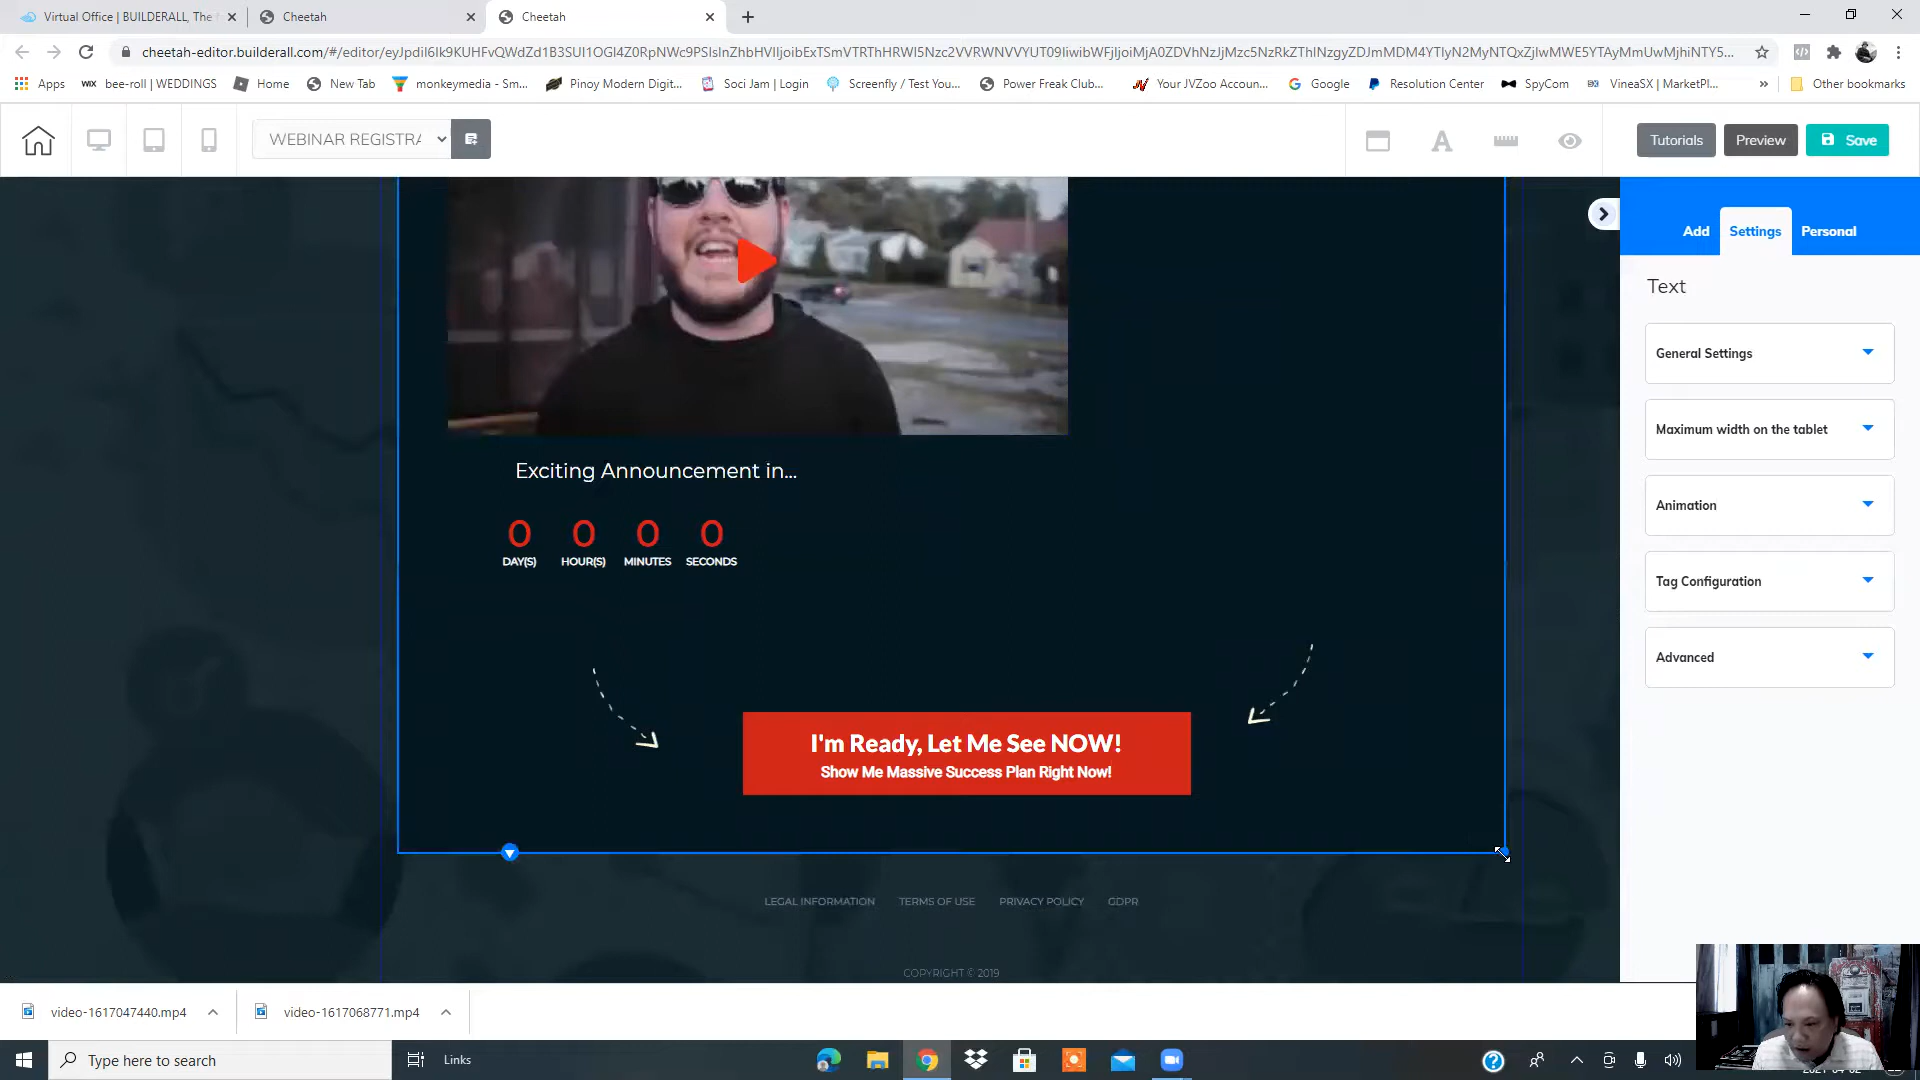 Virtual Office | BUILDERALL, The
Cheetah
Cheetah
cheetah-editor.builderall.com/#/editor/
Apps
bee-roll | WEDDINGS
Home
New Tab
monkeymedia - Sm...
Pinoy Modern Digit...
Soci Jam | Login
Screenfly / Test You...
Power Freak Club...
Your JVZoo Accoun...
Google
Resolution Center
SpyCom
VineaSX | MarketPl...
Other bookmarks
WEBINAR REGISTRA
Tutorials
Preview
Save
Add
Settings
Personal
Text
General Settings
Maximum width on the tablet
Animation
Tag Configuration
Advanced
Exciting Announcement in...
0 0 0 0
DAY(S) HOUR(S) MINUTES SECONDS
I'm Ready, Let Me See NOW!
Show Me Massive Success Plan Right Now!
LEGAL INFORMATION TERMS OF USE PRIVACY POLICY GDPR
COPYRIGHT © 2019
video-1617047440.mp4
video-1617068771.mp4
Type here to search
Links